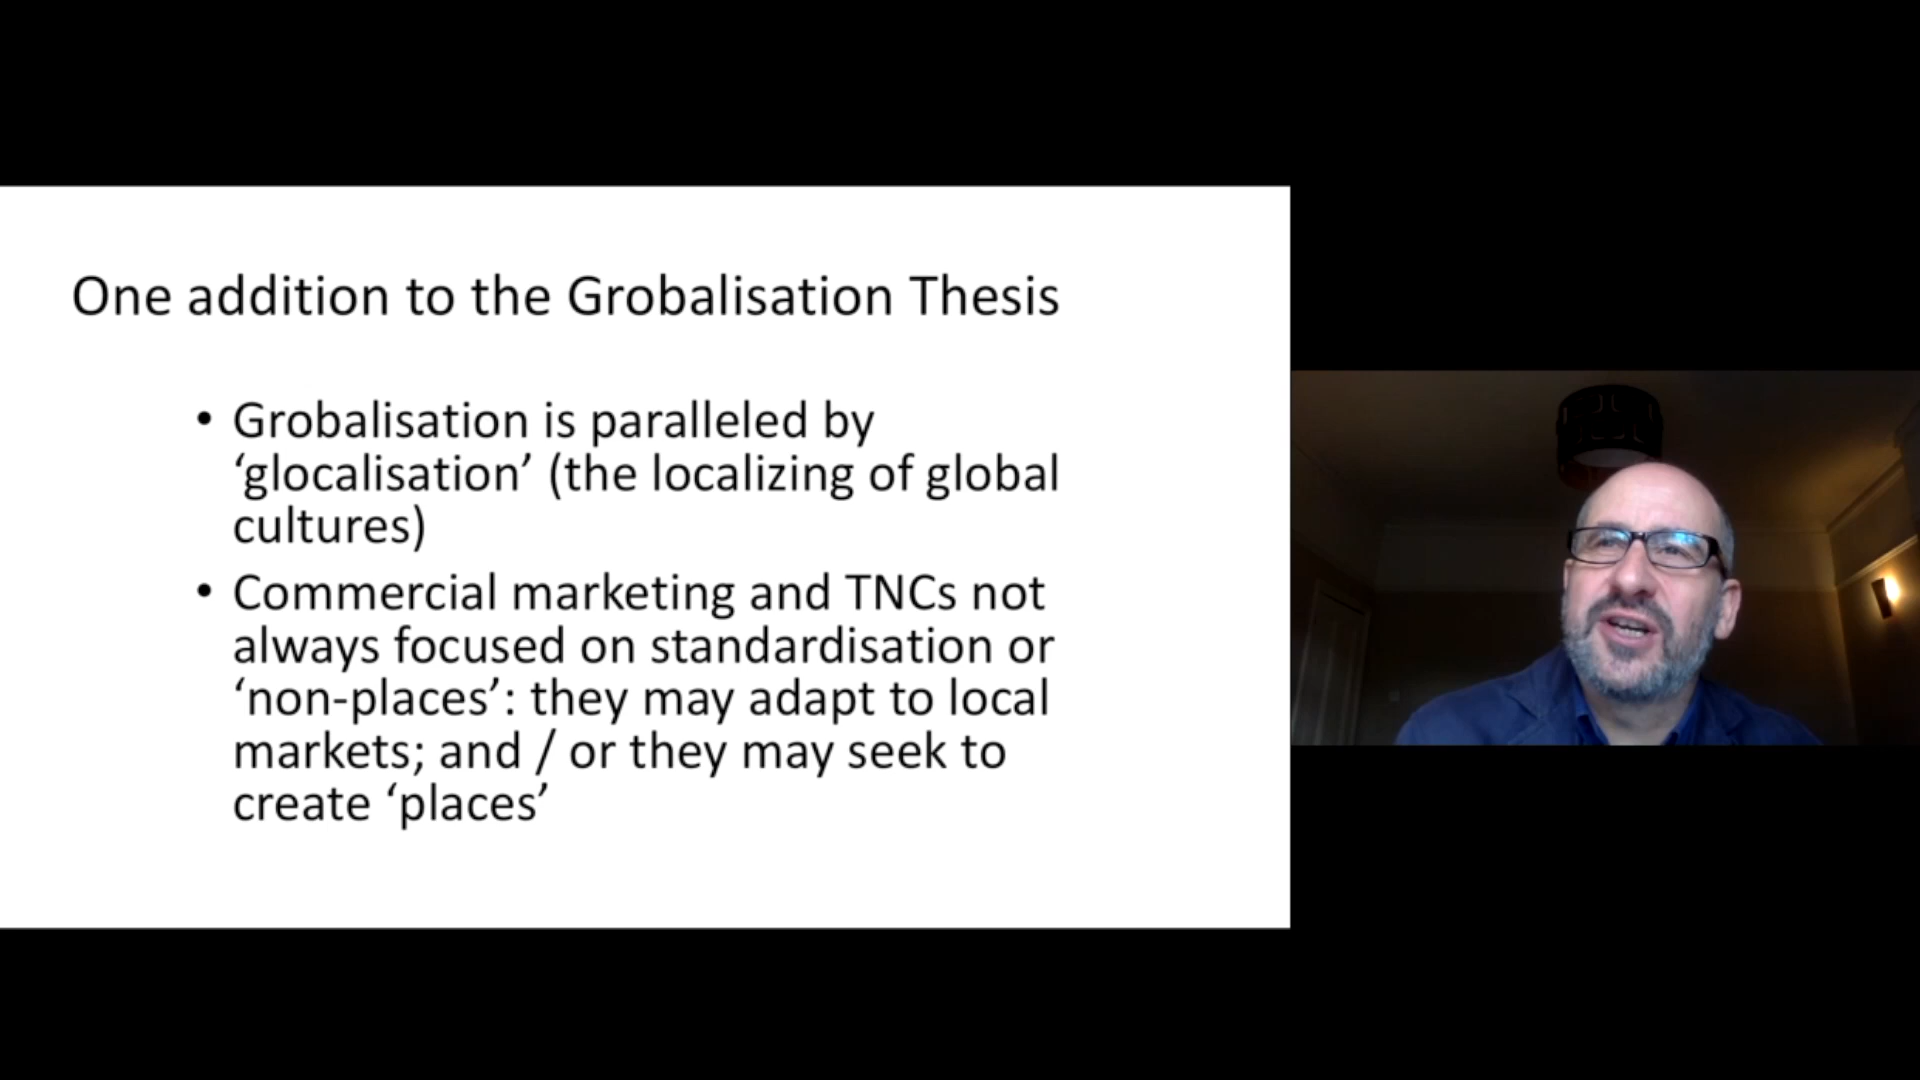 One addition to the Grobalisation Thesis
• Grobalisation is paralleled by
‘glocalisation’ (the localizing of global
cultures)
• Commercial marketing and TNCs not
always focused on standardisation or
‘non-places’: they may adapt to local
markets; and / or they may seek to
create ‘places’